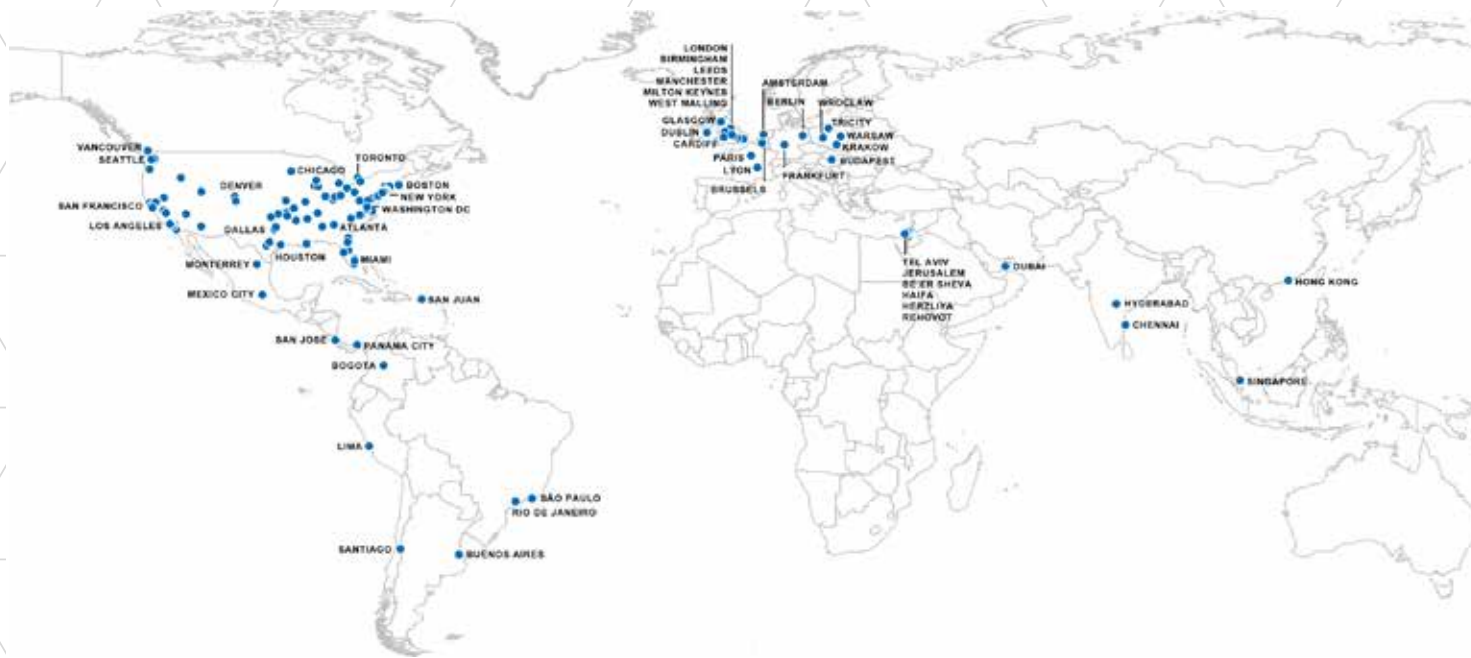 LONDON
BIRMINGHAM
LEEDS
MANCHESTER
MILTON KEYNES
WEST MALLING
GLASGOW
DUBLIN
CARDIFF
PARIS
LYON
AMSTERDAM
BERLIN
WROCLAW
TRICITY
WARSAW
KRAKOW
BUDAPEST
FRANKFURT
BRUSSELS
VANCOUVER
SEATTLE
SAN FRANCISCO
LOS ANGELES
DENVER
DALLAS
HOUSTON
CHICAGO
TORONTO
BOSTON
NEW YORK
WASHINGTON DC
ATLANTA
MIAMI
MONTERREY
MEXICO CITY
SAN JUAN
SAN JOSE
PANAMA CITY
BOGOTA
LIMA
SÃO PAULO
RIO DE JANEIRO
SANTIAGO
BUENOS AIRES
TEL AVIV
JERUSALEM
BE'ER SHEVA
HAIFA
HERZLIYA
REHOVOT
DUBAI
HYDERABAD
CHENNAI
HONG KONG
SINGAPORE